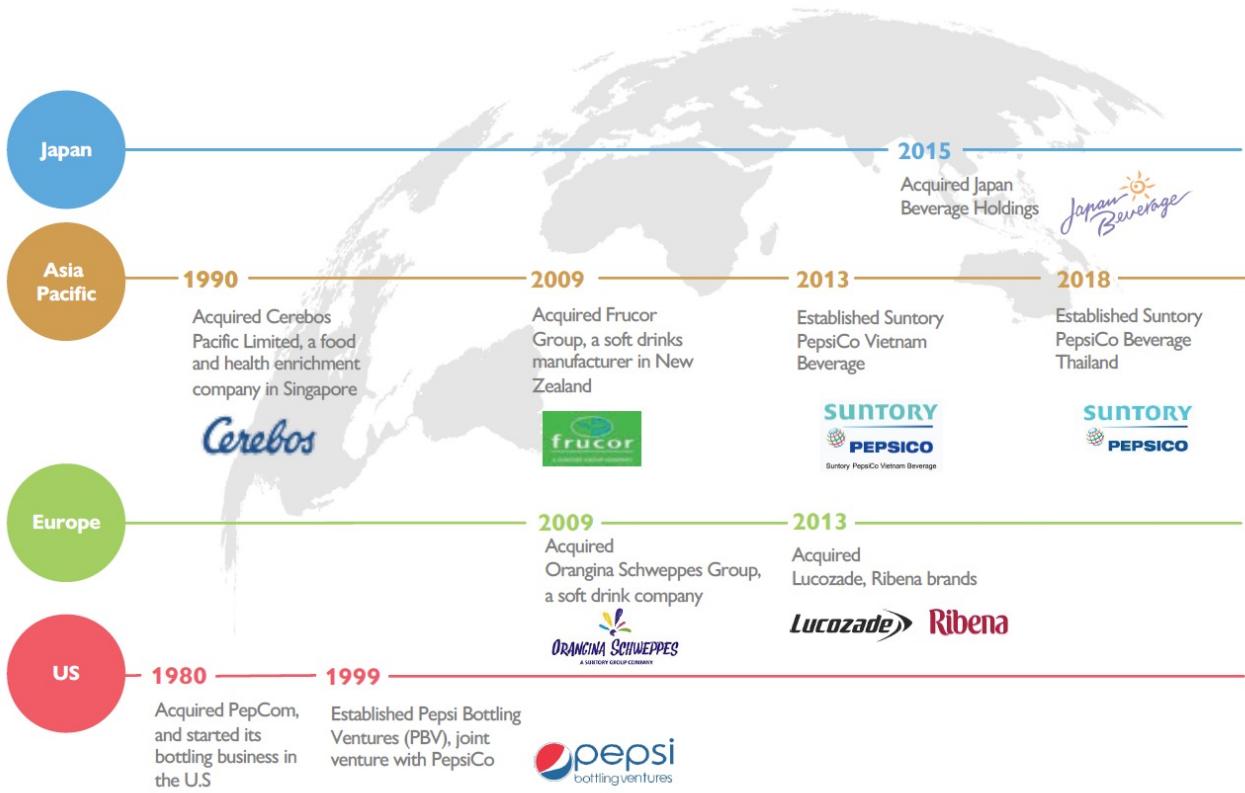 Japan
2015
Acquired Japan
Beverage Holdings
Japan
Beverage
Asia
Pacific
1990
Acquired Cerebos
Pacific Limited, a food
and health enrichment
company in Singapore
Cerebos
2009
Acquired Frucor
Group, a soft drinks
manufacturer in New
Zealand
frucor
A SUNTORY GROUP COMPANY
2013
Established Suntory
PepsiCo Vietnam
Beverage
SUNTORY
PEPSICO
Suntory PepsiCo Vietnam Beverage
2018
Established Suntory
PepsiCo Beverage
Thailand
SUNTORY
PEPSICO
Europe
2009
Acquired
Orangina Schweppes Group,
a soft drink company
ORANGINA SCHWEPPES
A SUNTORY GROUP COMPANY
2013
Acquired
Lucozade, Ribena brands
Lucozade
Ribena
US
1980
Acquired PepCom,
and started its
bottling business in
the U.S
1999
Established Pepsi Bottling
Ventures (PBV), joint
venture with PepsiCo
pepsi
bottling ventures